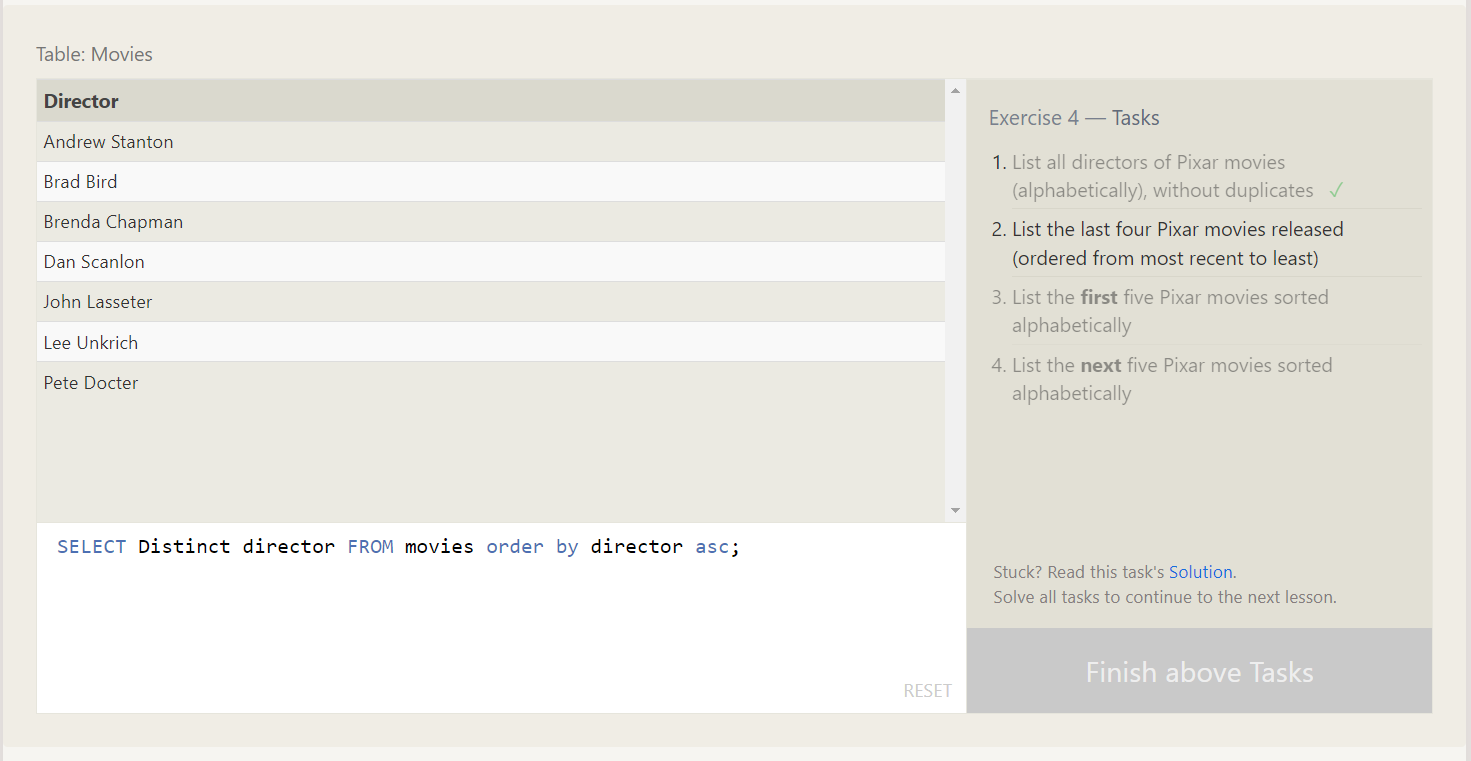 Table: Movies
Director
Andrew Stanton
Brad Bird
Brenda Chapman
Dan Scanlon
John Lasseter
Lee Unkrich
Pete Docter
SELECT Distinct director FROM movies order by director asc;
RESET
Exercise 4 — Tasks
1. List all directors of Pixar movies
(alphabetically), without duplicates ✓
2. List the last four Pixar movies released
(ordered from most recent to least)
3. List the first five Pixar movies sorted
alphabetically
4. List the next five Pixar movies sorted
alphabetically
Stuck? Read this task's Solution.
Solve all tasks to continue to the next lesson.
Finish above Tasks